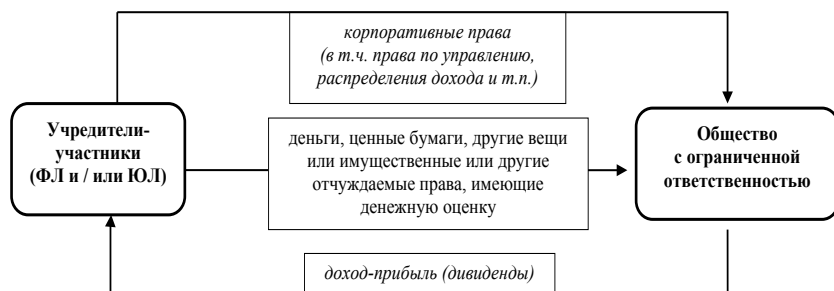 корпоративные права
(в т.ч. права по управлению,
распределения дохода и т.п.)
Учредители-
участники
(ФЛ и / или ЮЛ)
деньги, ценные бумаги, другие вещи
или имущественные или другие
отчуждаемые права, имеющие
денежную оценку
Общество
с ограниченной
ответственностью
доход-прибыль (дивиденды)